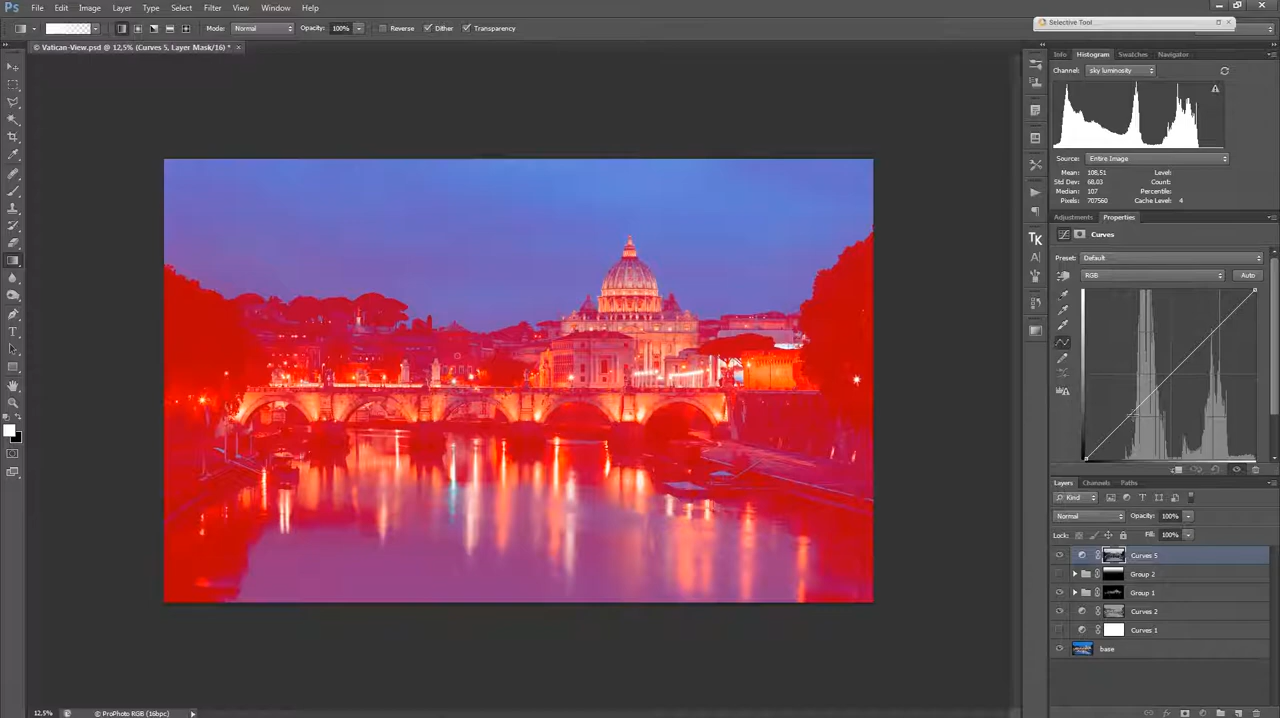 Ps File Edit Image Layer Type Select Filter View Window Help
Mode: Normal Opacity: 100% Reverse Dither Transparency
Selective Tool...
© Vatican-View.psd @ 12,5% (Curves 5, Layer Mask/16) * ×
Info Histogram Swatches Navigator
Channel: sky luminosity
Source: Entire Image
Mean: 108,51 Level:
Std Dev: 68,03 Count:
Median: 107 Percentile:
Pixels: 707560 Cache Level: 4
Adjustments Properties
Curves
TK
Preset: Default
RGB Auto
Layers Channels Paths
Kind
Normal Opacity: 100%
Lock: Fill: 100%
Curves 5
Group 2
Group 1
Curves 2
Curves 1
base
12,5% © ProPhoto RGB (16bpc)